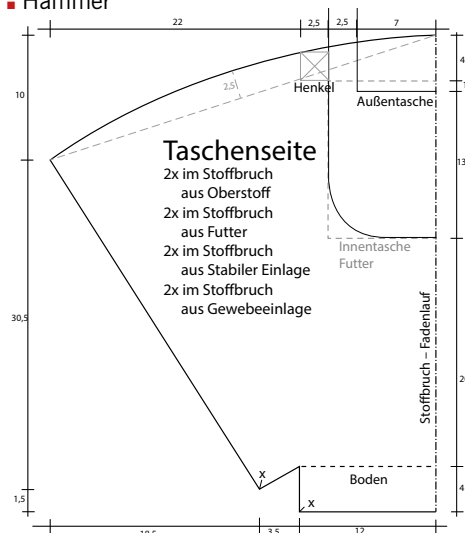 Hammer
22
2,5
2,5
7
4
10
2,5
Henkel
Außentasche
Taschenseite
2x im Stoffbruch
aus Oberstoff
2x im Stoffbruch
aus Futter
2x im Stoffbruch
aus Stabiler Einlage
2x im Stoffbruch
aus Gewebeeinlage
13
Innentasche
Futter
30,5
Stoffbruch – Fadenlauf
x
Boden
4
1,5
x
3,5
12